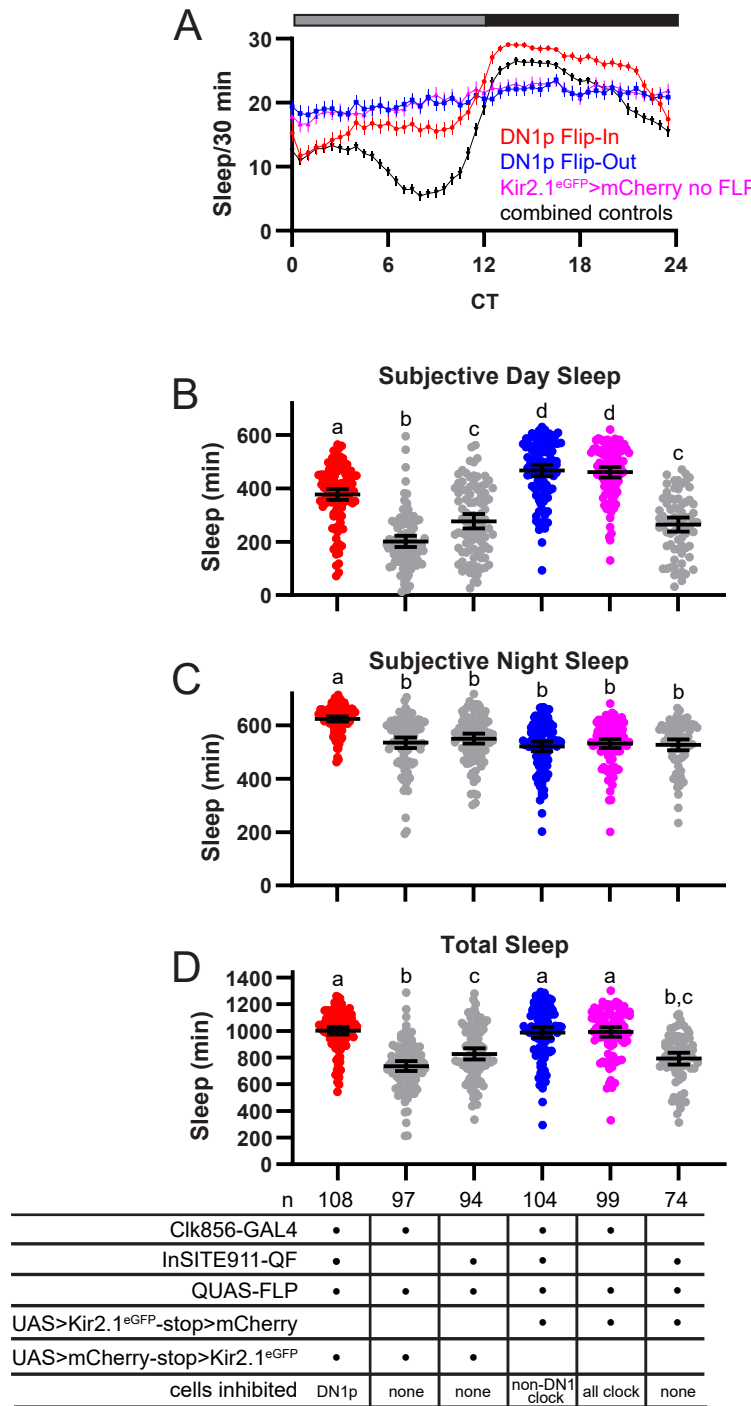 A
30
20
10
0
Sleep/30 min
DN1p Flip-In
DN1p Flip-Out
Kir2.1eGFP>mCherry no FLP
combined controls
0 6 12 18 24
CT
B
Subjective Day Sleep
a b c d d c
600
400
200
0
Sleep (min)
C
Subjective Night Sleep
a b b b b b
600
400
200
0
Sleep (min)
D
Total Sleep
a b c a a b,c
1400
1200
1000
800
600
400
200
0
Sleep (min)
n 108 97 94 104 99 74
Clk856-GAL4 • • • •
InSITE911-QF • • • •
QUAS-FLP • • • • • •
UAS>Kir2.1eGFP-stop>mCherry • • •
UAS>mCherry-stop>Kir2.1eGFP • • •
cells inhibited DN1p none none non-DN1 clock all clock none